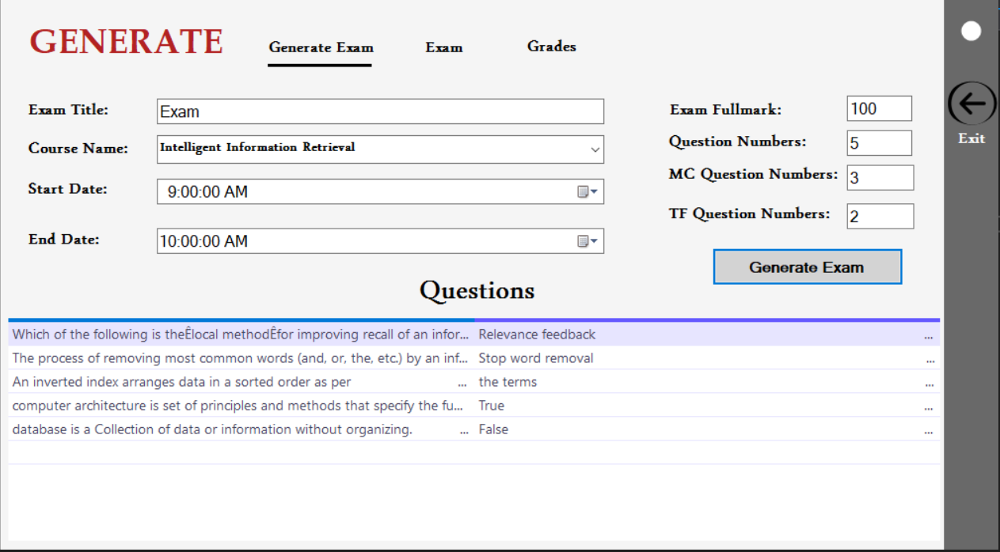 GENERATE
Generate Exam Exam Grades
Exam Title: Exam
Course Name: Intelligent Information Retrieval
Start Date: 9:00:00 AM
End Date: 10:00:00 AM
Exam Fullmark: 100
Question Numbers: 5
MC Question Numbers: 3
TF Question Numbers: 2
Generate Exam
Exit
Questions
Which of the following is theÊlocal methodÊfor improving recall of an infor... Relevance feedback ...
The process of removing most common words (and, or, the, etc.) by an inf... Stop word removal ...
An inverted index arranges data in a sorted order as per ... the terms ...
computer architecture is set of principles and methods that specify the fu... True ...
database is a Collection of data or information without organizing. ... False ...